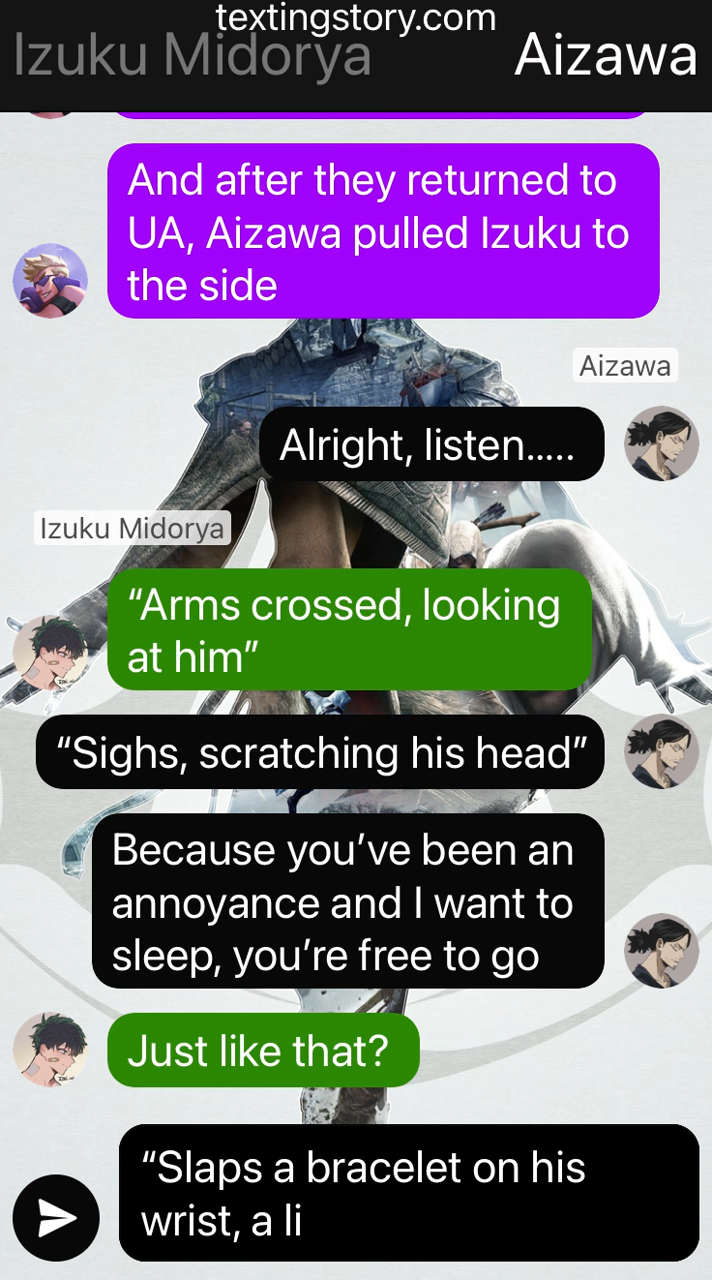 textingstory.com
Izuku Midorya
Aizawa
And after they returned to
UA, Aizawa pulled Izuku to
the side
Aizawa
Alright, listen.....
Izuku Midorya
“Arms crossed, looking
at him”
“Sighs, scratching his head”
Because you’ve been an
annoyance and I want to
sleep, you’re free to go
Just like that?
“Slaps a bracelet on his
wrist, a li